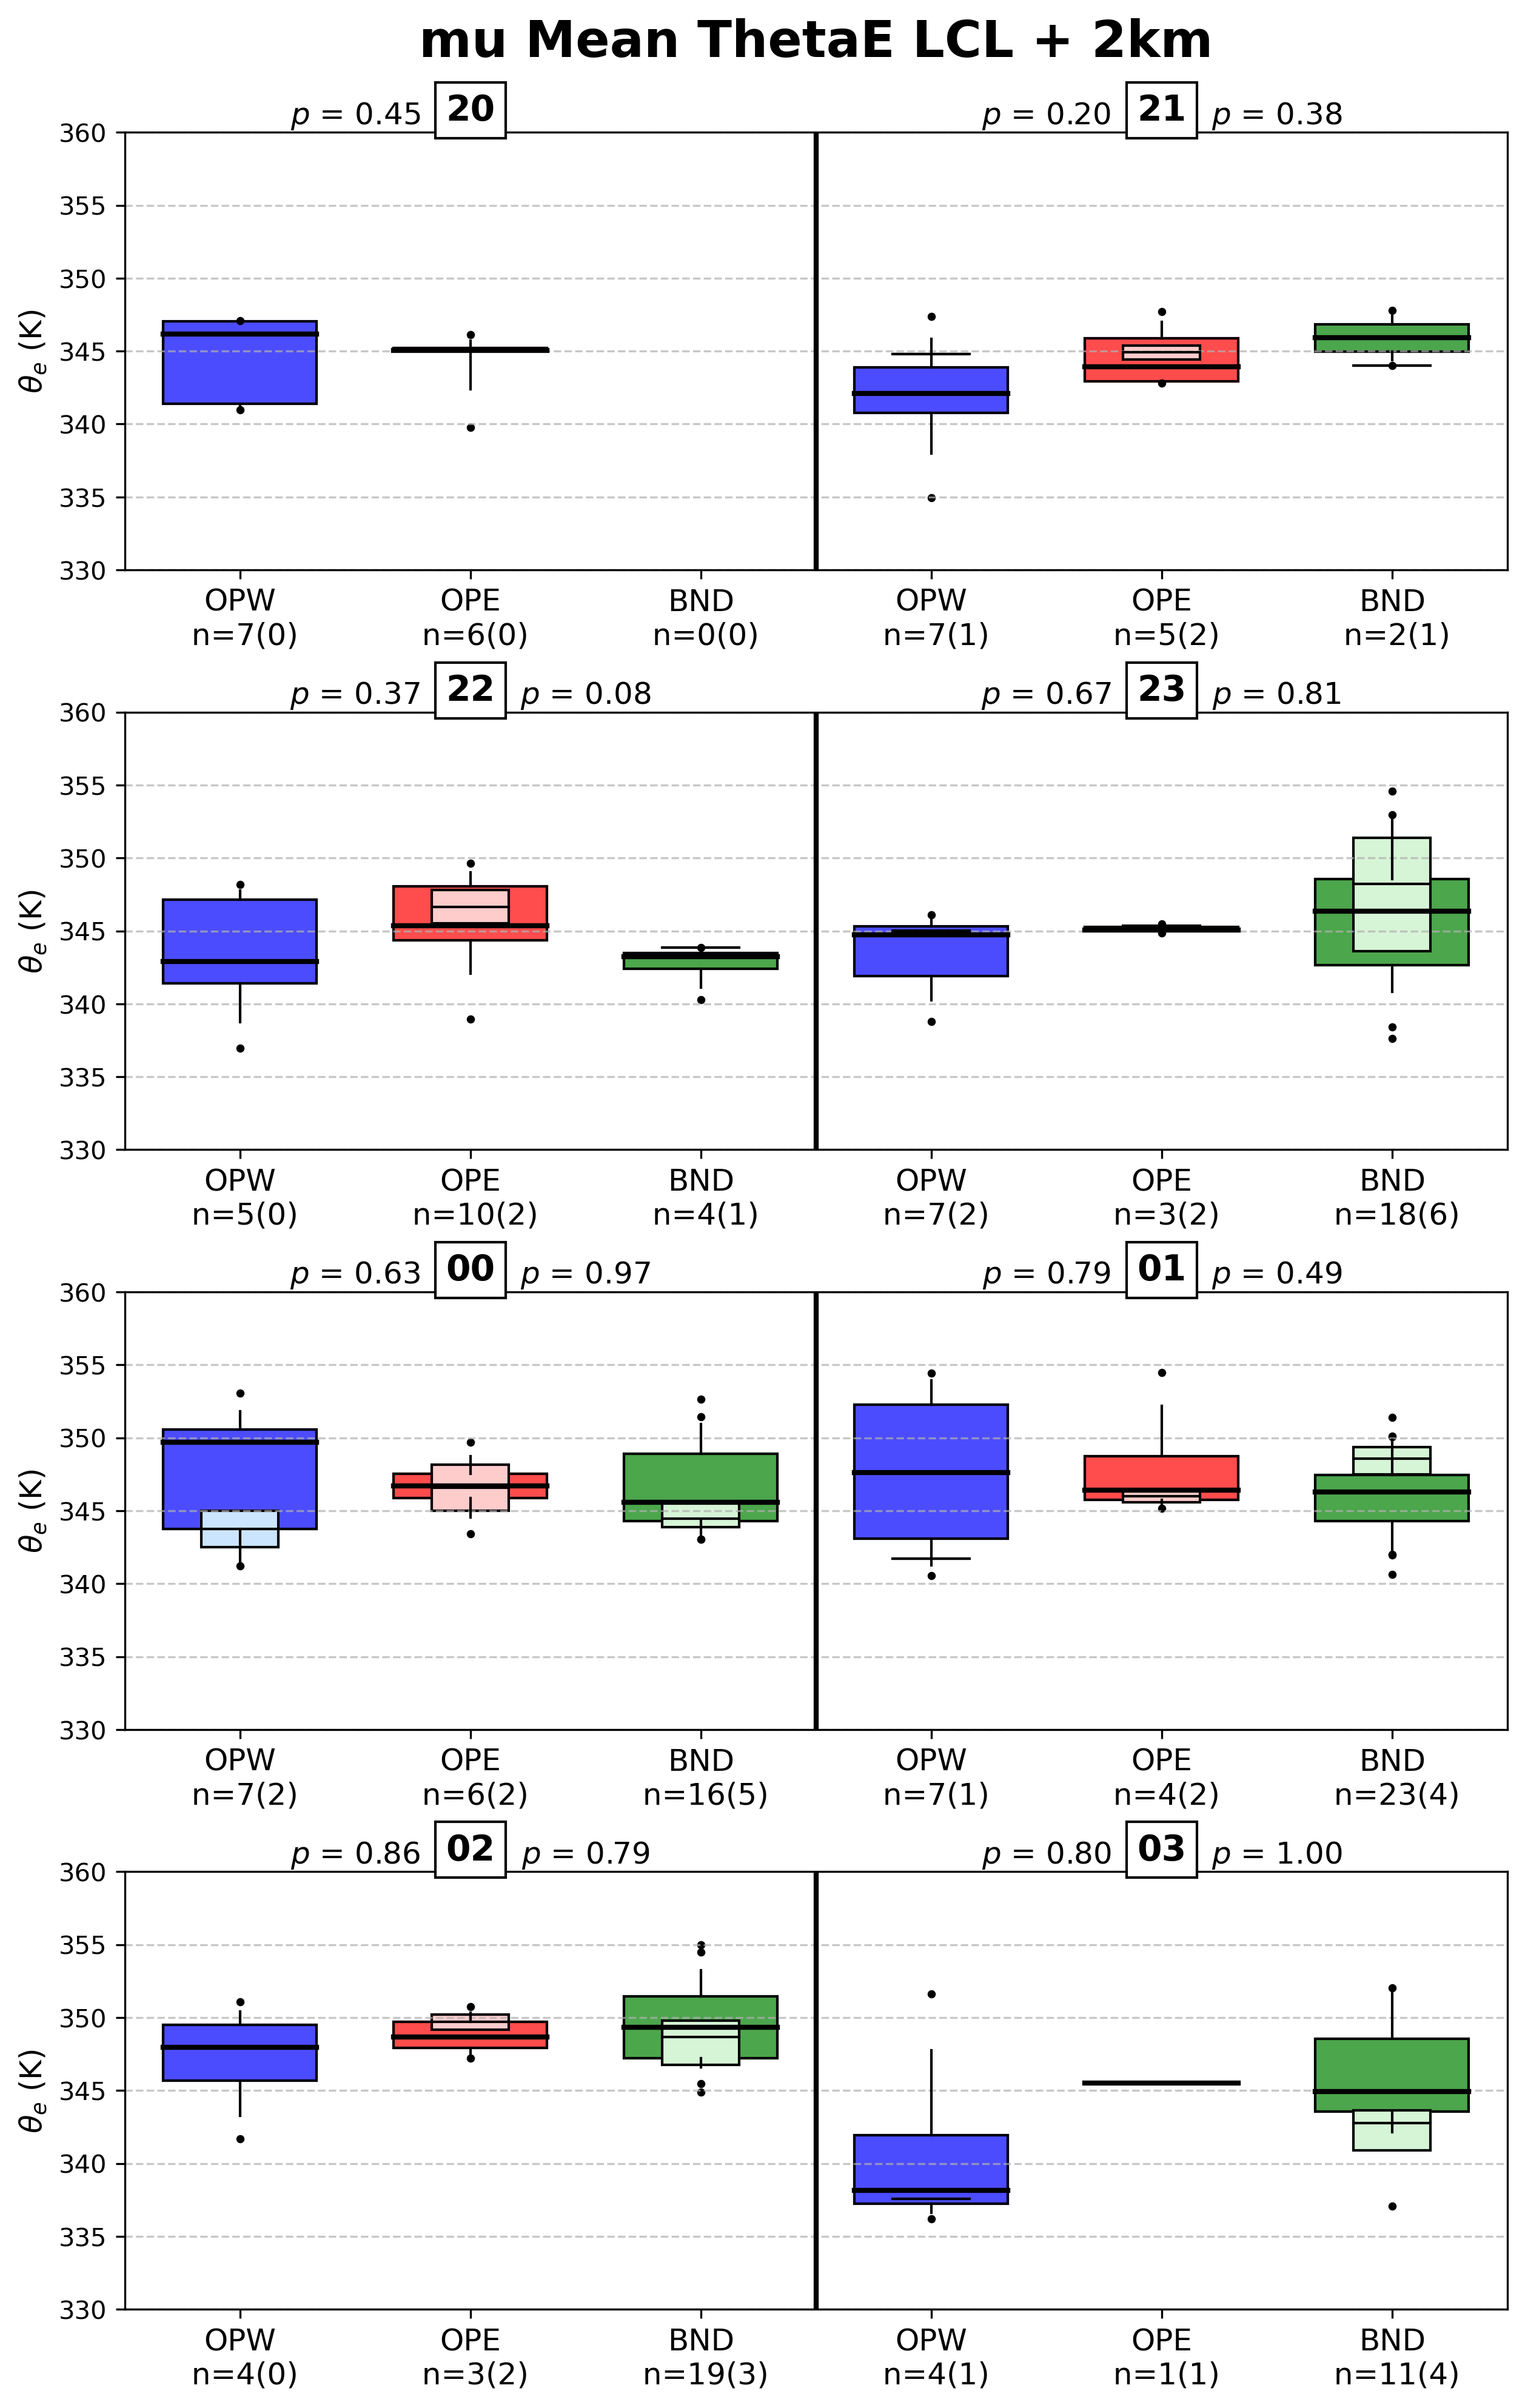 mu Mean ThetaE LCL + 2km
p = 0.45 20
p = 0.20 21 p = 0.38
360
355
350
345
340
335
330
θe (K)
OPW OPE BND OPW OPE BND
n=7(0) n=6(0) n=0(0) n=7(1) n=5(2) n=2(1)
p = 0.37 22 p = 0.08
p = 0.67 23 p = 0.81
360
355
350
345
340
335
330
θe (K)
OPW OPE BND OPW OPE BND
n=5(0) n=10(2) n=4(1) n=7(2) n=3(2) n=18(6)
p = 0.63 00 p = 0.97
p = 0.79 01 p = 0.49
360
355
350
345
340
335
330
θe (K)
OPW OPE BND OPW OPE BND
n=7(2) n=6(2) n=16(5) n=7(1) n=4(2) n=23(4)
p = 0.86 02 p = 0.79
p = 0.80 03 p = 1.00
360
355
350
345
340
335
330
θe (K)
OPW OPE BND OPW OPE BND
n=4(0) n=3(2) n=19(3) n=4(1) n=1(1) n=11(4)